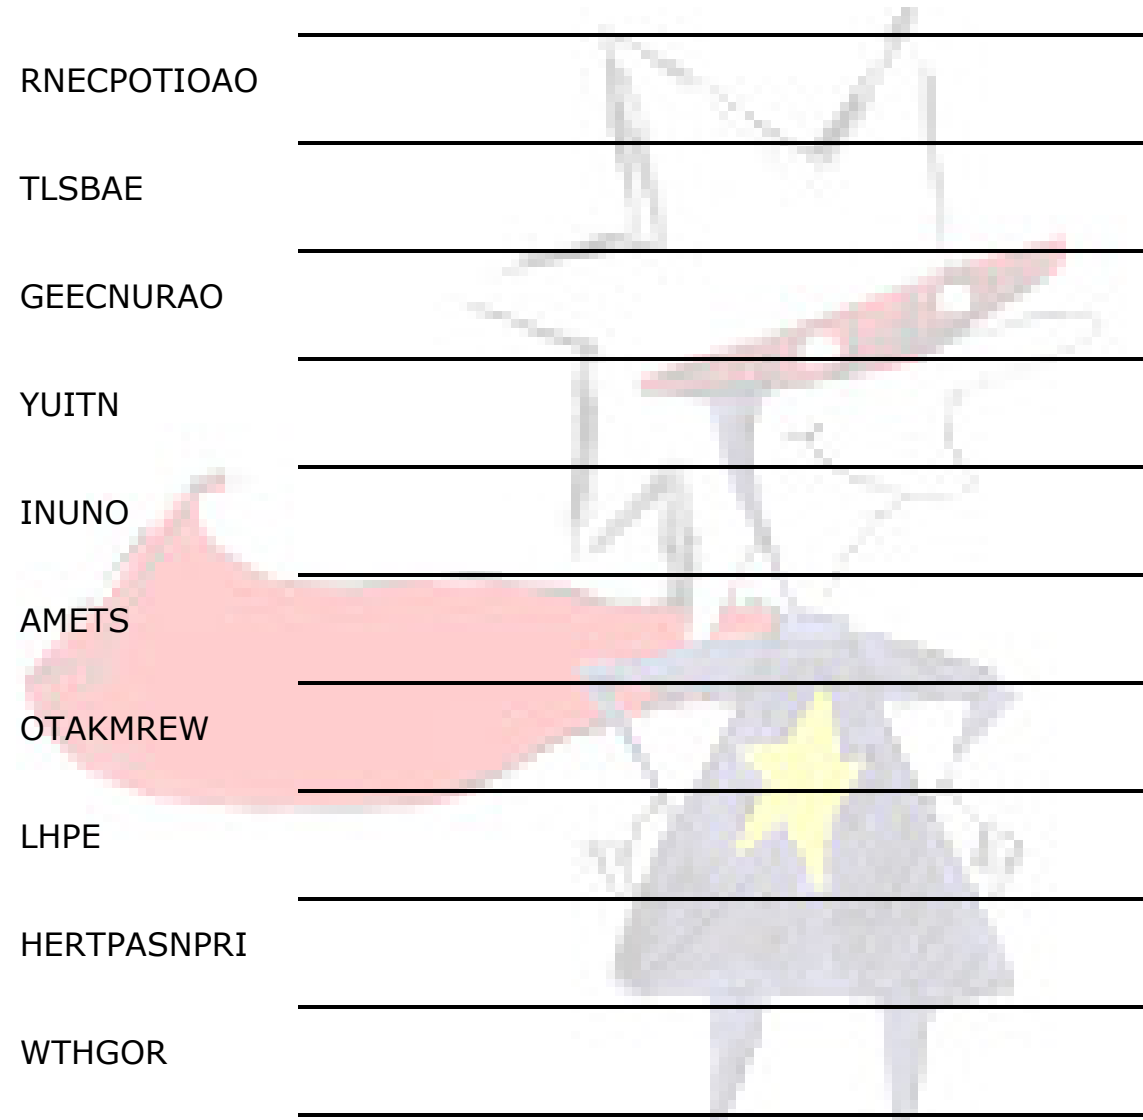 RNECPOTIOAO
TLSBAE
GEECNURAO
YUITN
INUNO
AMETS
OTAKMREW
LHPE
HERTPASNPRI
WTHGOR